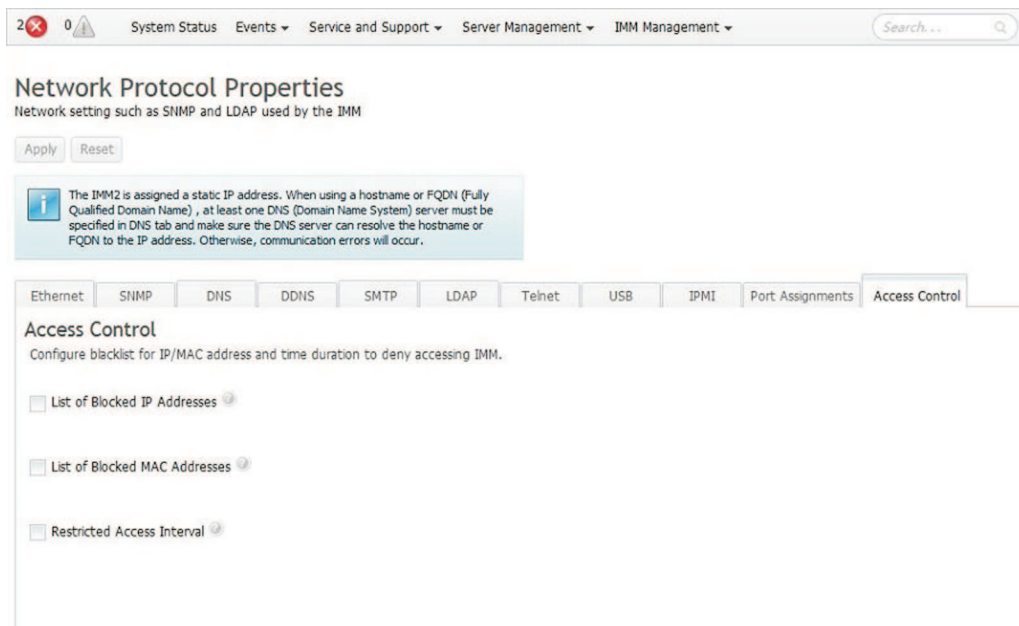 2 0 System Status Events Service and Support Server Management IMM Management Search...
Network Protocol Properties
Network setting such as SNMP and LDAP used by the IMM
Apply Reset
The IMM2 is assigned a static IP address. When using a hostname or FQDN (Fully
Qualified Domain Name) , at least one DNS (Domain Name System) server must be
specified in DNS tab and make sure the DNS server can resolve the hostname or
FQDN to the IP address. Otherwise, communication errors will occur.
Ethernet SNMP DNS DDNS SMTP LDAP Telnet USB IPMI Port Assignments Access Control
Access Control
Configure blacklist for IP/MAC address and time duration to deny accessing IMM.
List of Blocked IP Addresses
List of Blocked MAC Addresses
Restricted Access Interval